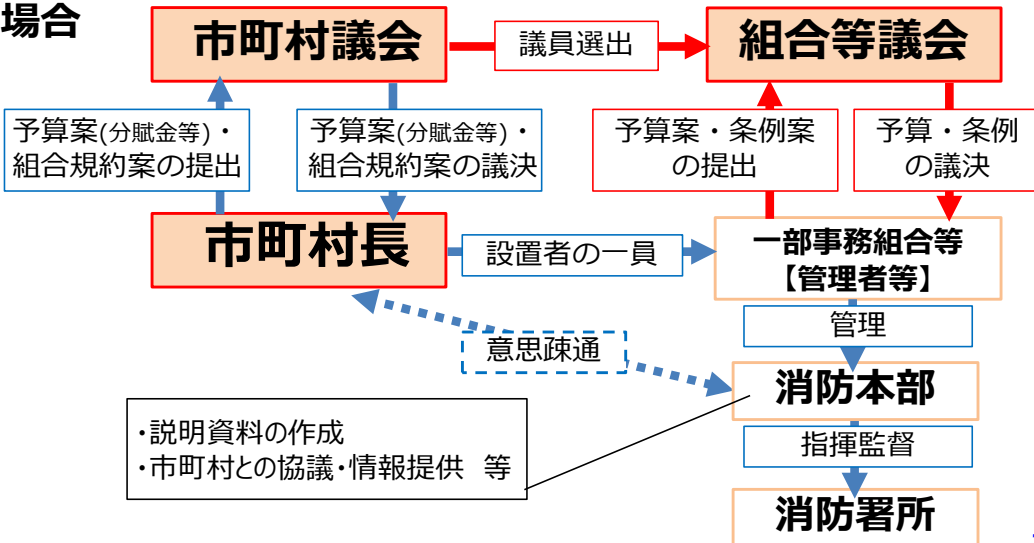 場合
市町村議会
議員選出
組合等議会
予算案(分賦金等)・
組合規約案の提出
予算案(分賦金等)・
組合規約案の議決
予算案・条例案
の提出
予算・条例
の議決
市町村長
設置者の一員
一部事務組合等
【管理者等】
管理
意思疎通
消防本部
・説明資料の作成
・市町村との協議・情報提供 等
指揮監督
消防署所